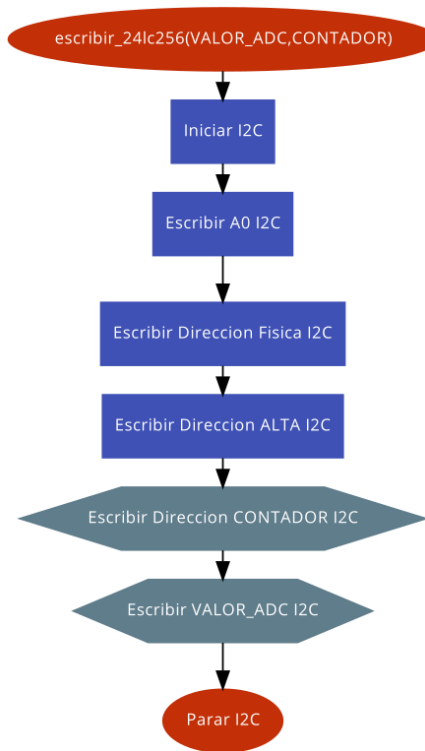 escribir_24lc256(VALOR_ADC,CONTADOR)
Iniciar I2C
Escribir A0 I2C
Escribir Direccion Fisica I2C
Escribir Direccion ALTA I2C
Escribir Direccion CONTADOR I2C
Escribir VALOR_ADC I2C
Parar I2C